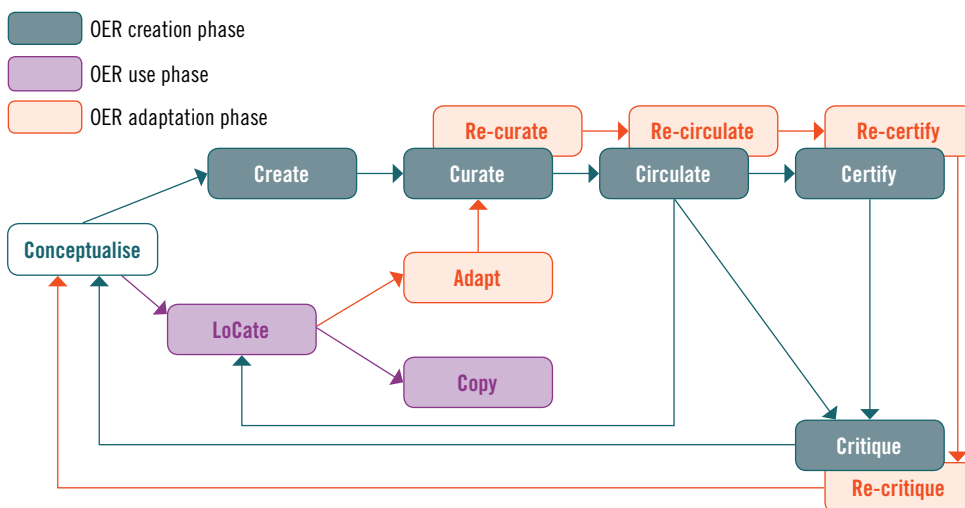 OER creation phase
OER use phase
OER adaptation phase
Re-curate
Re-circulate
Re-certify
Create
Curate
Circulate
Certify
Conceptualise
Adapt
LoCate
Copy
Critique
Re-critique